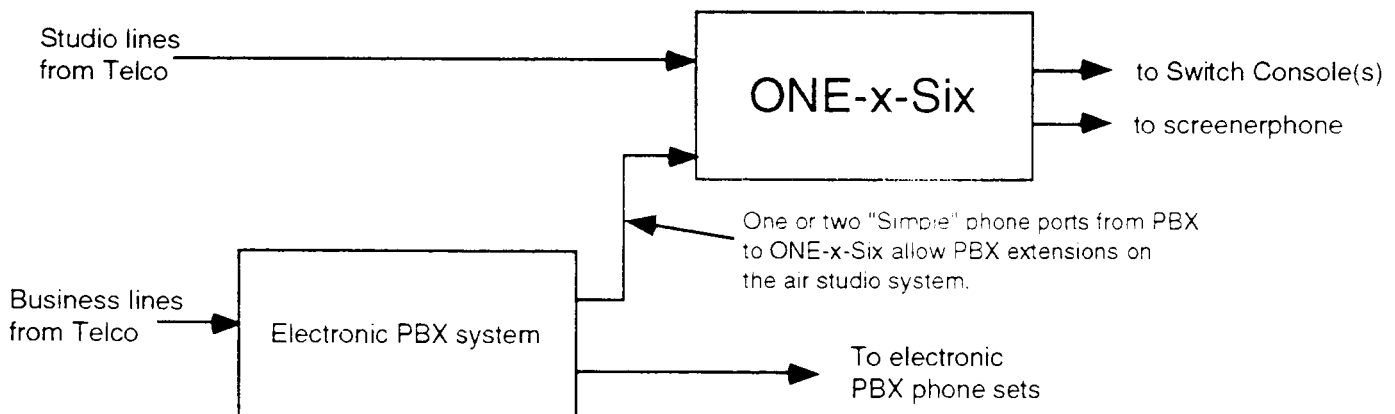 Studio lines
from Telco
ONE-x-Six
to Switch Console(s)
to screenerphone
One or two "Simple" phone ports from PBX
to ONE-x-Six allow PBX extensions on
the air studio system.
Business lines
from Telco
Electronic PBX system
To electronic
PBX phone sets